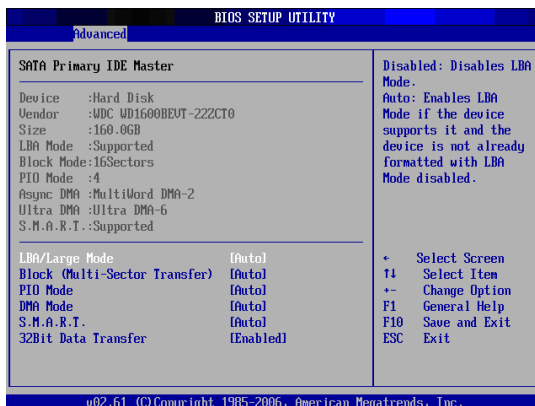 BIOS SETUP UTILITY
Advanced
SATA Primary IDE Master
Device :Hard Disk
Vendor :WDC WD1600BEVT-22ZCT0
Size :160.0GB
LBA Mode :Supported
Block Mode:16Sectors
PIO Mode :4
Async DMA :MultiWord DMA-2
Ultra DMA :Ultra DMA-6
S.M.A.R.T.:Supported
LBA/Large Mode [Auto]
Block (Multi-Sector Transfer) [Auto]
PIO Mode [Auto]
DMA Mode [Auto]
S.M.A.R.T. [Auto]
32Bit Data Transfer [Enabled]
Disabled: Disables LBA
Mode.
Auto: Enables LBA
Mode if the device
supports it and the
device is not already
formatted with LBA
Mode disabled.
← Select Screen
↑↓ Select Item
+- Change Option
F1 General Help
F10 Save and Exit
ESC Exit
v02.61 (C)Copyright 1985-2006, American Megatrends, Inc.